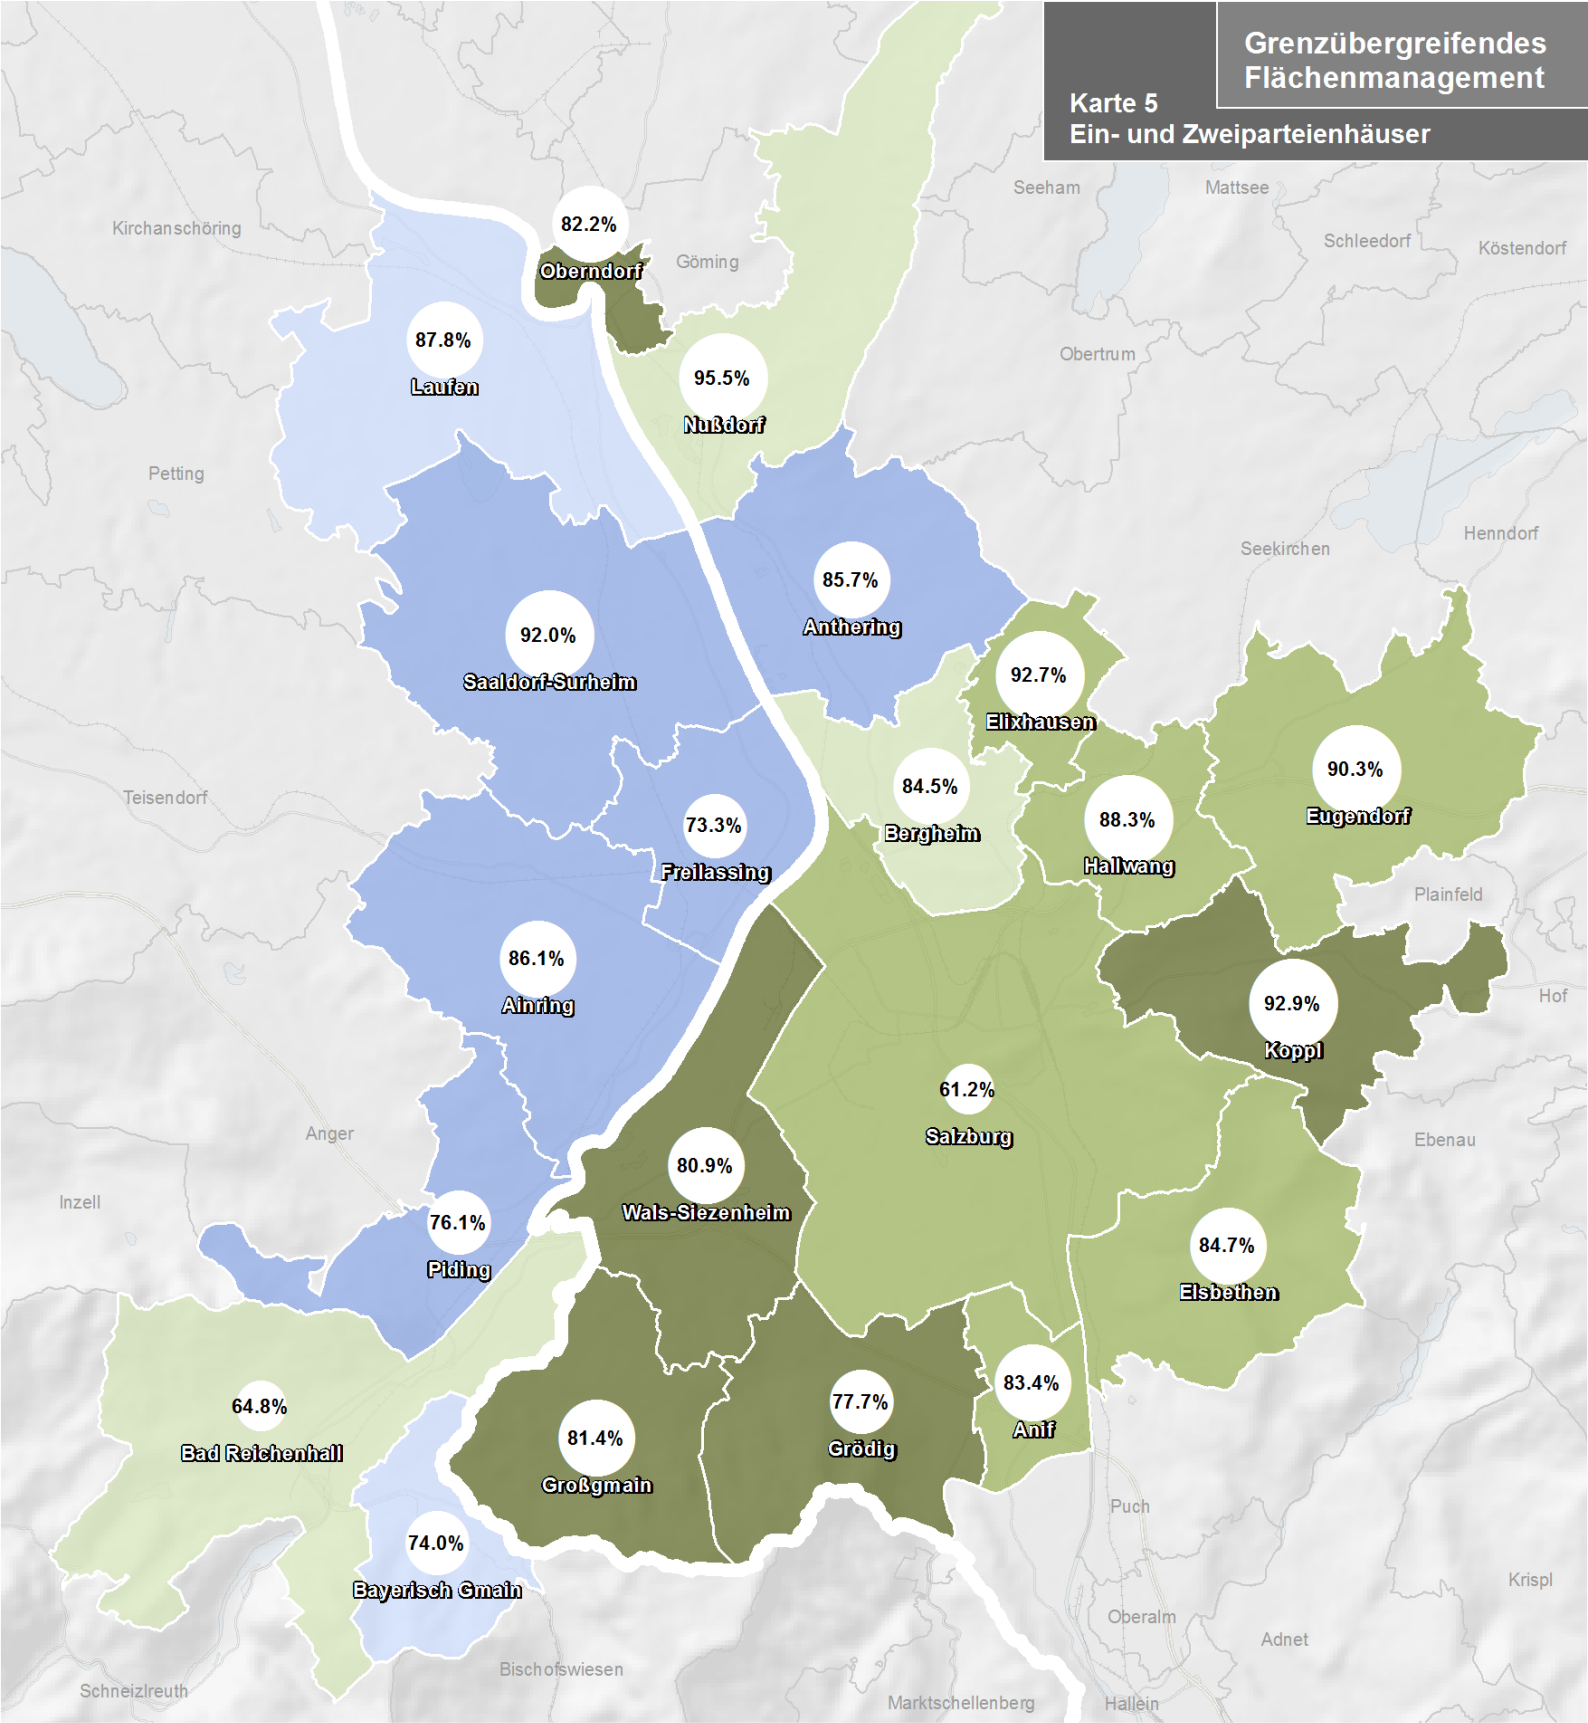 Grenzübergreifendes
Flächenmanagement
Karte 5
Ein- und Zweiparteienhäuser
Seeham
Mattsee
Kirchanschöring
82.2%
Oberndorf
Göming
Schleedorf
Köstendorf
87.8%
Laufen
95.5%
Nußdorf
Obertrum
Petting
Henndorf
Seekirchen
85.7%
Anthering
92.0%
Saaldorf-Surheim
92.7%
Elixhausen
84.5%
Bergheim
90.3%
Eugendorf
Teisendorf
73.3%
Freilassing
88.3%
Hallwang
Plainfeld
86.1%
Ainring
92.9%
Koppl
Hof
61.2%
Salzburg
Anger
Ebenau
80.9%
Wals-Siezenheim
Inzell
76.1%
Piding
84.7%
Elsbethen
64.8%
Bad Reichenhall
81.4%
Großgmain
77.7%
Grödig
83.4%
Anif
Puch
74.0%
Bayerisch Gmain
Krispl
Oberalm
Adnet
Bischofswiesen
Schneizlreuth
Marktschellenberg
Hallein